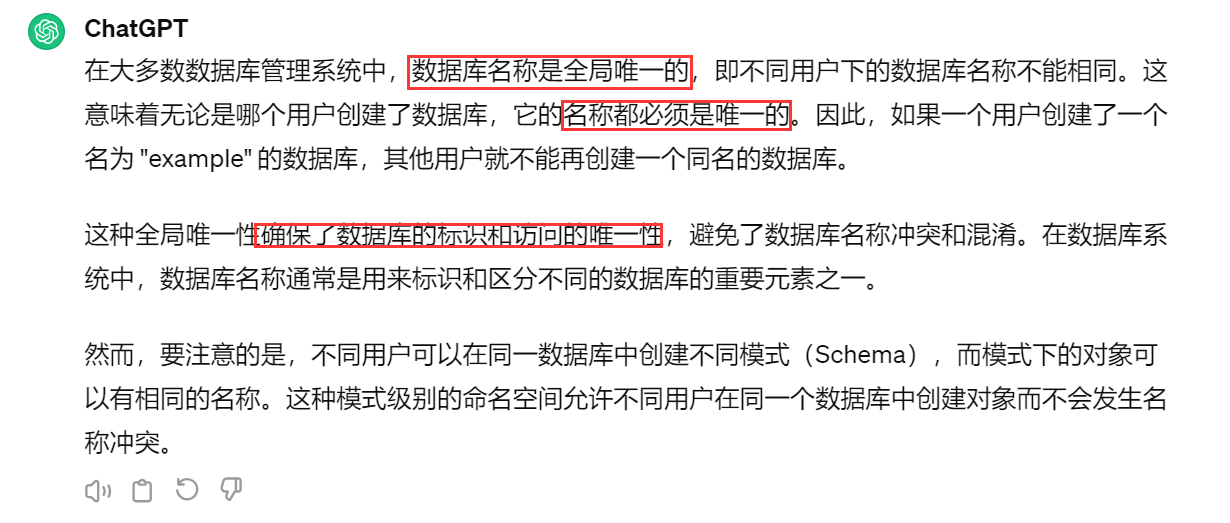 ChatGPT
在大多数数据库管理系统中，数据库名称是全局唯一的，即不同用户下的数据库名称不能相同。这
意味着无论是哪个用户创建了数据库，它的名称都必须是唯一的。因此，如果一个用户创建了一个
名为 "example" 的数据库，其他用户就不能再创建一个同名的数据库。
这种全局唯一性确保了数据库的标识和访问的唯一性，避免了数据库名称冲突和混淆。在数据库系
统中，数据库名称通常是用来标识和区分不同的数据库的重要元素之一。
然而，要注意的是，不同用户可以在同一数据库中创建不同模式（Schema），而模式下的对象可
以有相同的名称。这种模式级别的命名空间允许不同用户在同一个数据库中创建对象而不会发生名
称冲突。